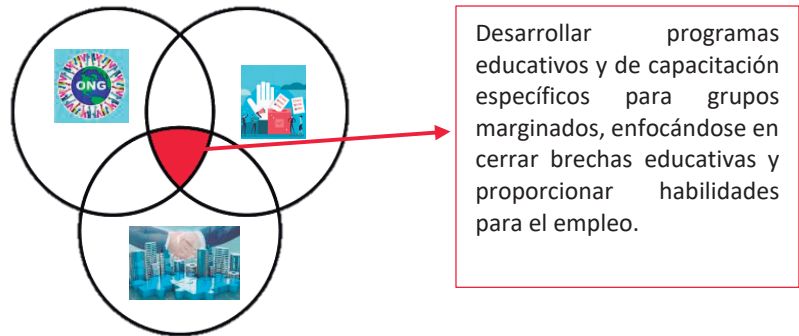 ONG
Desarrollar programas
educativos y de capacitación
específicos para grupos
marginados, enfocándose en
cerrar brechas educativas y
proporcionar habilidades
para el empleo.